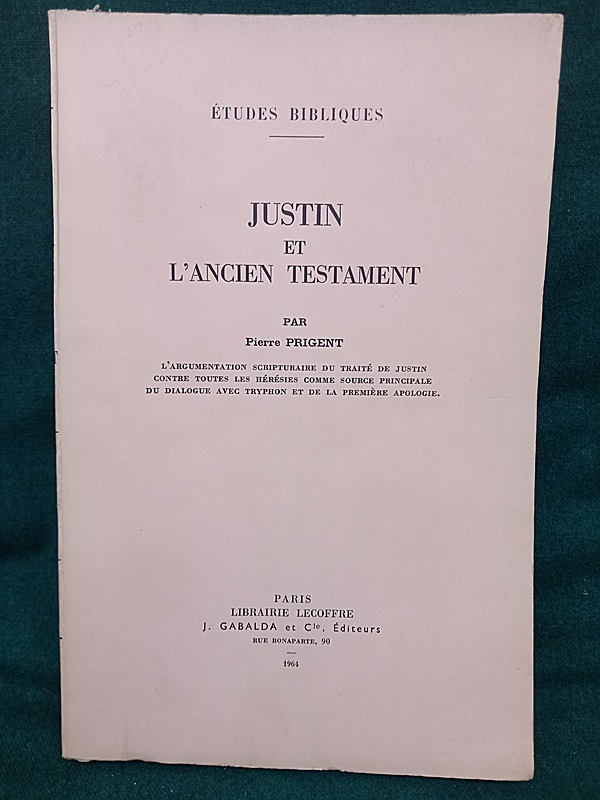 ÉTUDES BIBLIQUES
JUSTIN
ET
L'ANCIEN TESTAMENT
PAR
Pierre PRIGENT
L'ARGUMENTATION SCRIPTURAIRE DU TRAITÉ DE JUSTIN
CONTRE TOUTES LES HÉRÉSIES COMME SOURCE PRINCIPALE
DU DIALOGUE AVEC TRYPHON ET DE LA PREMIÈRE APOLOGIE.
PARIS
LIBRAIRIE LECOFFRE
J. GABALDA et Cie, Éditeurs
RUE BONAPARTE, 90
1964